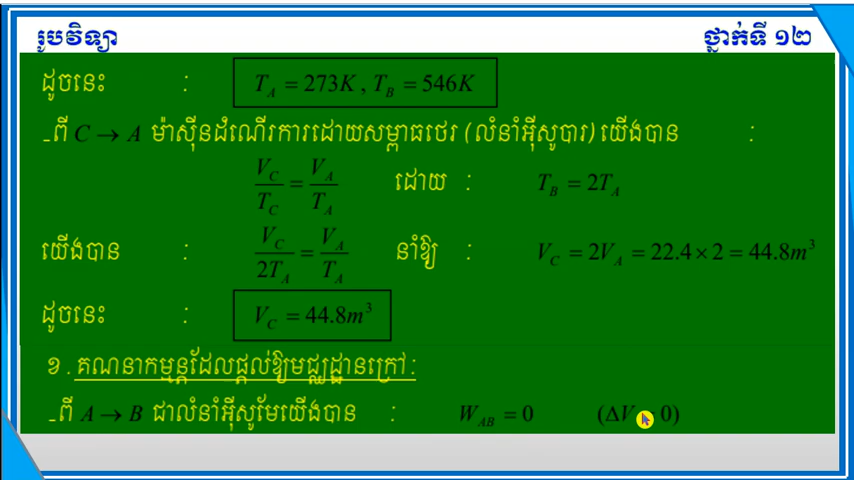 រូបវិទ្យា ថ្នាក់ទី ១២
ដូចនេះ : T_A = 273K , T_B = 546K
_ពី C → A ម៉ាស៊ីនដំណើរការដោយសម្ពាធថេរ (លំនាំអ៊ីសូបារ) យើងបាន :
V_C/T_C = V_A/T_A ដោយ : T_B = 2T_A
យើងបាន : V_C/2T_A = V_A/T_A នាំឱ្យ : V_C = 2V_A = 22.4 × 2 = 44.8m³
ដូចនេះ : V_C = 44.8m³
ខ . គណនាកម្មន្តដែលផ្តល់ឱ្យមជ្ឈដ្ឋានក្រៅ :
_ពី A → B ជាលំនាំអ៊ីសូមែយើងបាន : W_AB = 0 (ΔV 0)